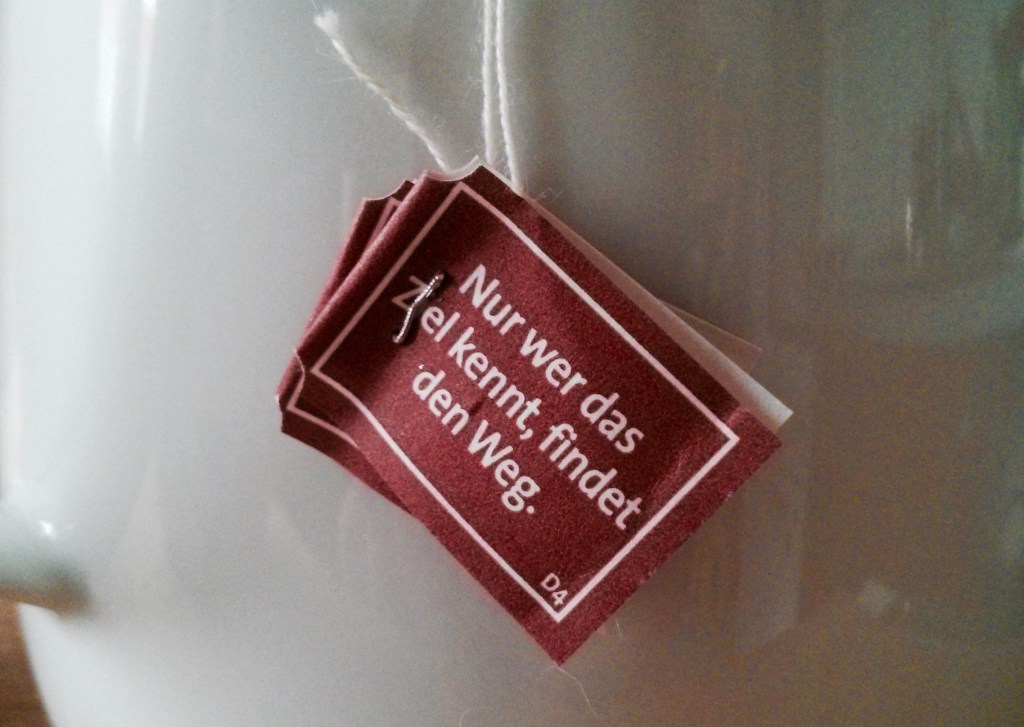 Nur wer das
Ziel kennt, findet
den Weg.
D4